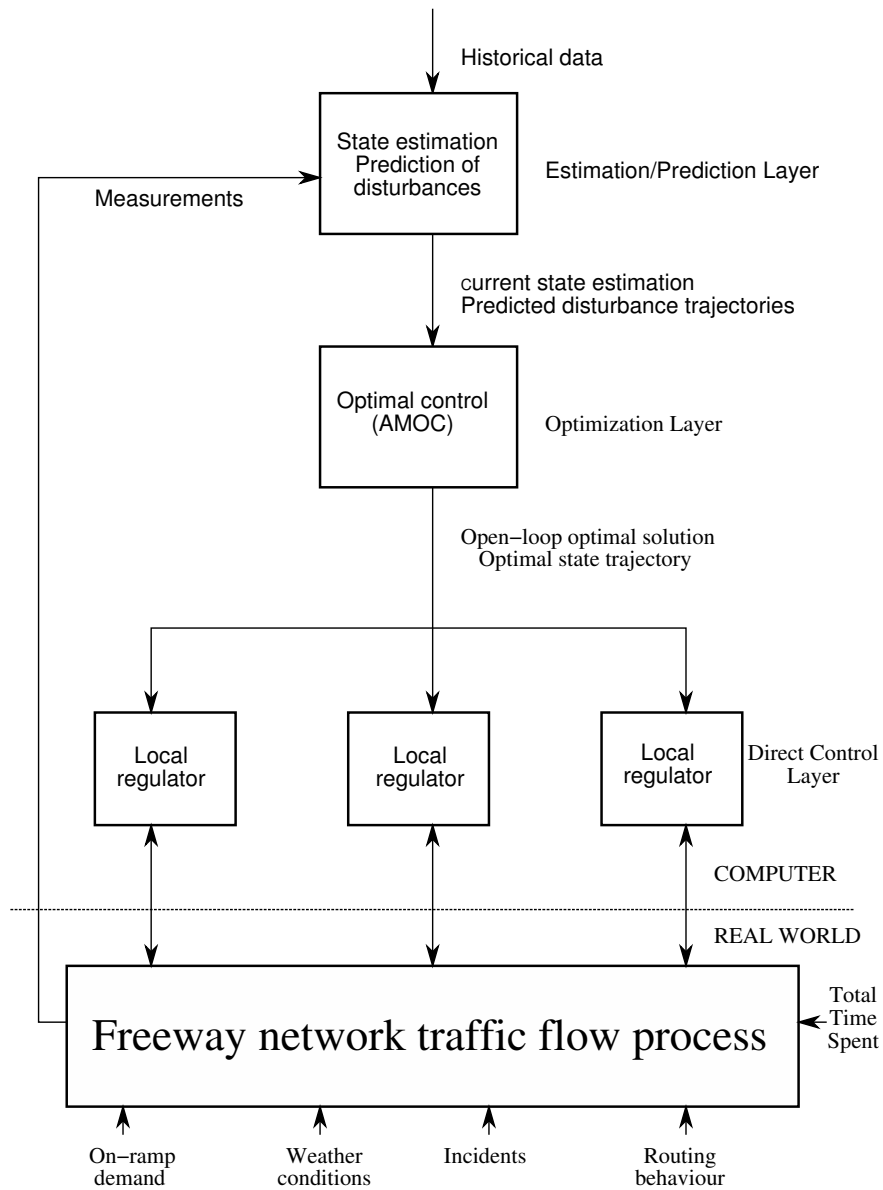 Historical data
State estimation
Prediction of
disturbances
Estimation/Prediction Layer
Measurements
current state estimation
Predicted disturbance trajectories
Optimal control
(AMOC)
Optimization Layer
Open−loop optimal solution
Optimal state trajectory
Local
regulator
Local
regulator
Local
regulator
Direct Control
Layer
COMPUTER
REAL WORLD
Freeway network traffic flow process
Total
Time
Spent
On−ramp
demand
Weather
conditions
Incidents
Routing
behaviour